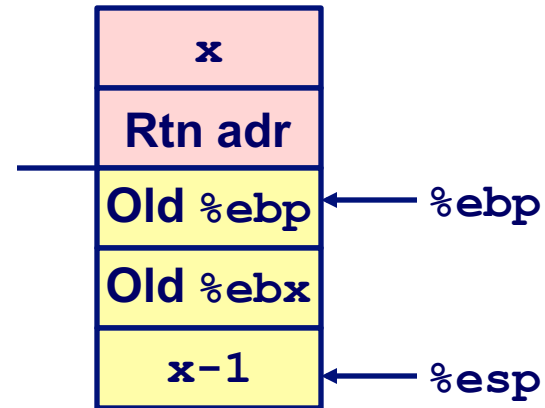 x
Rtn adr
Old %ebp %ebp
Old %ebx
x-1 %esp